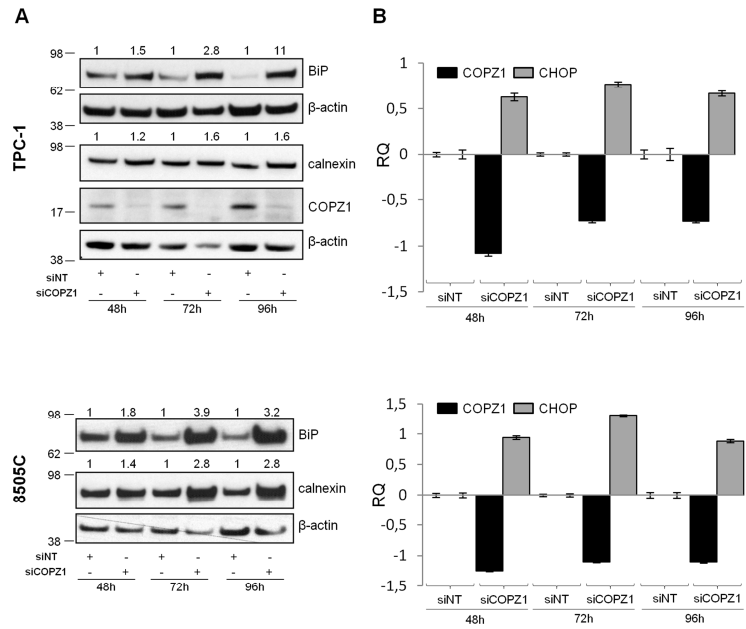 A
TPC-1
98
1 1.5 1 2.8 1 11
BiP
62
β-actin
38
1 1.2 1 1.6 1 1.6
98
calnexin
COPZ1
17
β-actin
38
siNT + - + - + -
siCOPZ1 - + - + - +
48h 72h 96h
8505C
98
1 1.8 1 3.9 1 3.2
BiP
62
1 1.4 1 2.8 1 2.8
98
calnexin
β-actin
38
siNT + - + - + -
siCOPZ1 - + - + - +
48h 72h 96h
B
RQ
1
0,5
0
-0,5
-1
-1,5
COPZ1 CHOP
siNT siCOPZ1 siNT siCOPZ1 siNT siCOPZ1
48h 72h 96h
RQ
1,5
1
0,5
0
-0,5
-1
-1,5
COPZ1 CHOP
siNT siCOPZ1 siNT siCOPZ1 siNT siCOPZ1
48h 72h 96h